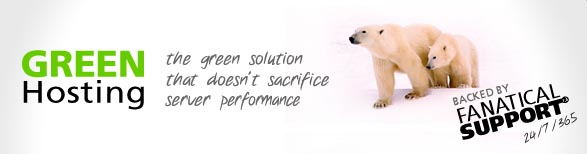 GREEN
Hosting
the green solution
that doesn't sacrifice
server performance
BACKED BY
FANATICAL
SUPPORT®
24/7/365